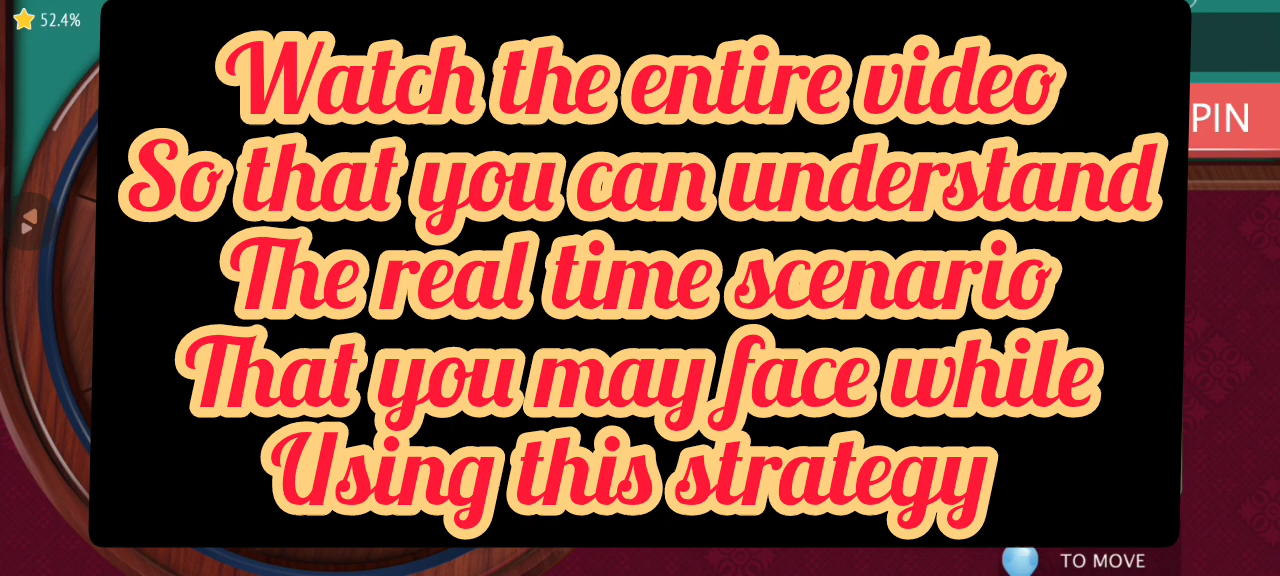 52.4%
Watch the entire video
PIN
So that you can understand
The real time scenario
That you may face while
Using this strategy
TO MOVE